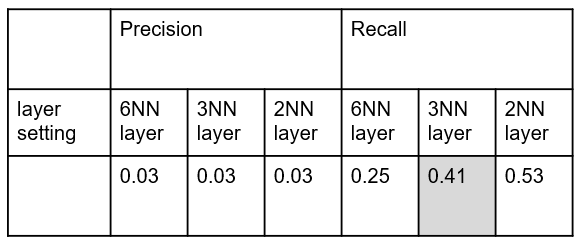 Precision Recall
layer setting 6NN layer 3NN layer 2NN layer 6NN layer 3NN layer 2NN layer
0.03 0.03 0.03 0.25 0.41 0.53